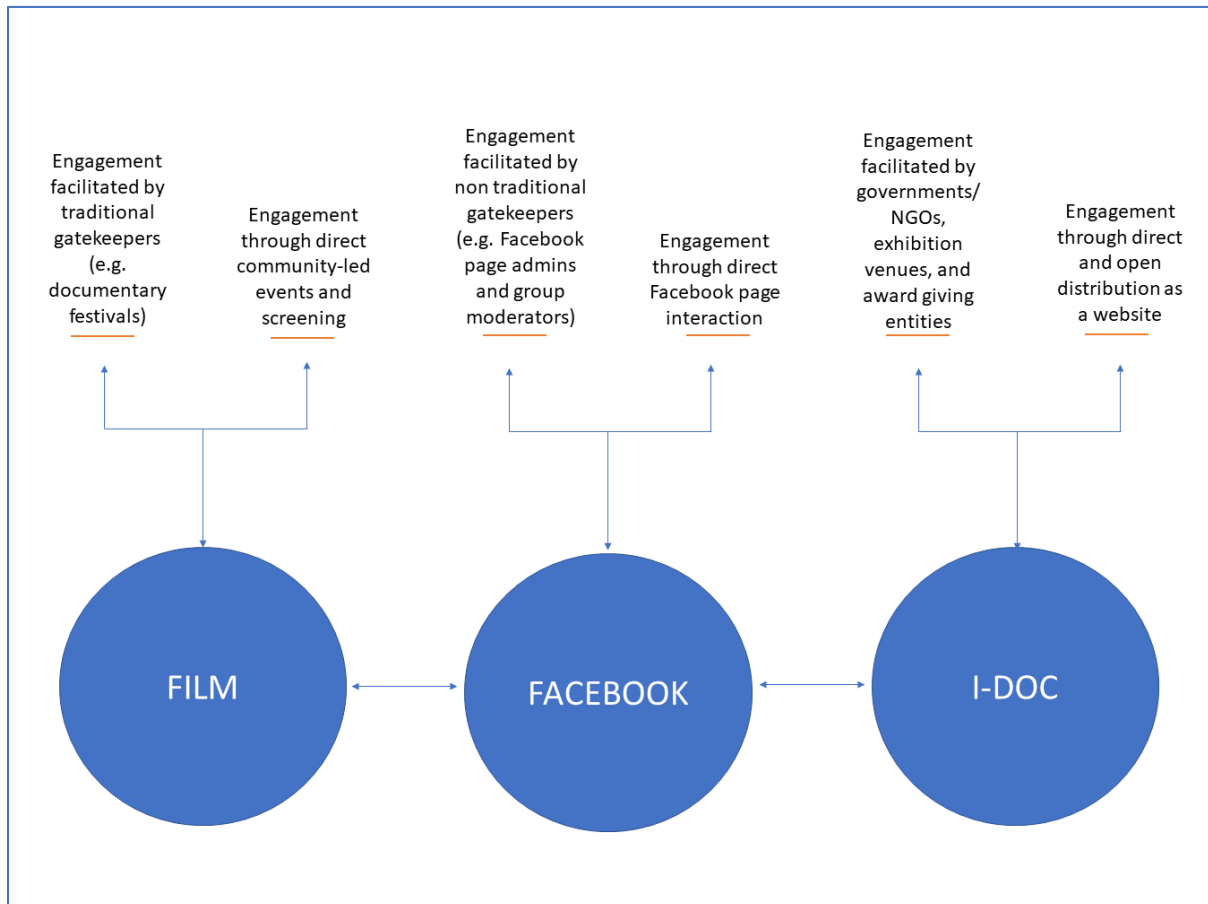 Engagement
facilitated by
traditional
gatekeepers
(e.g.
documentary
festivals)
Engagement
through direct
community-led
events and
screening
Engagement
facilitated by
non traditional
gatekeepers
(e.g. Facebook
page admins
and group
moderators)
Engagement
through direct
Facebook page
interaction
Engagement
facilitated by
governments/
NGOs,
exhibition
venues, and
award giving
entities
Engagement
through direct
and open
distribution as
a website
FILM
FACEBOOK
I-DOC